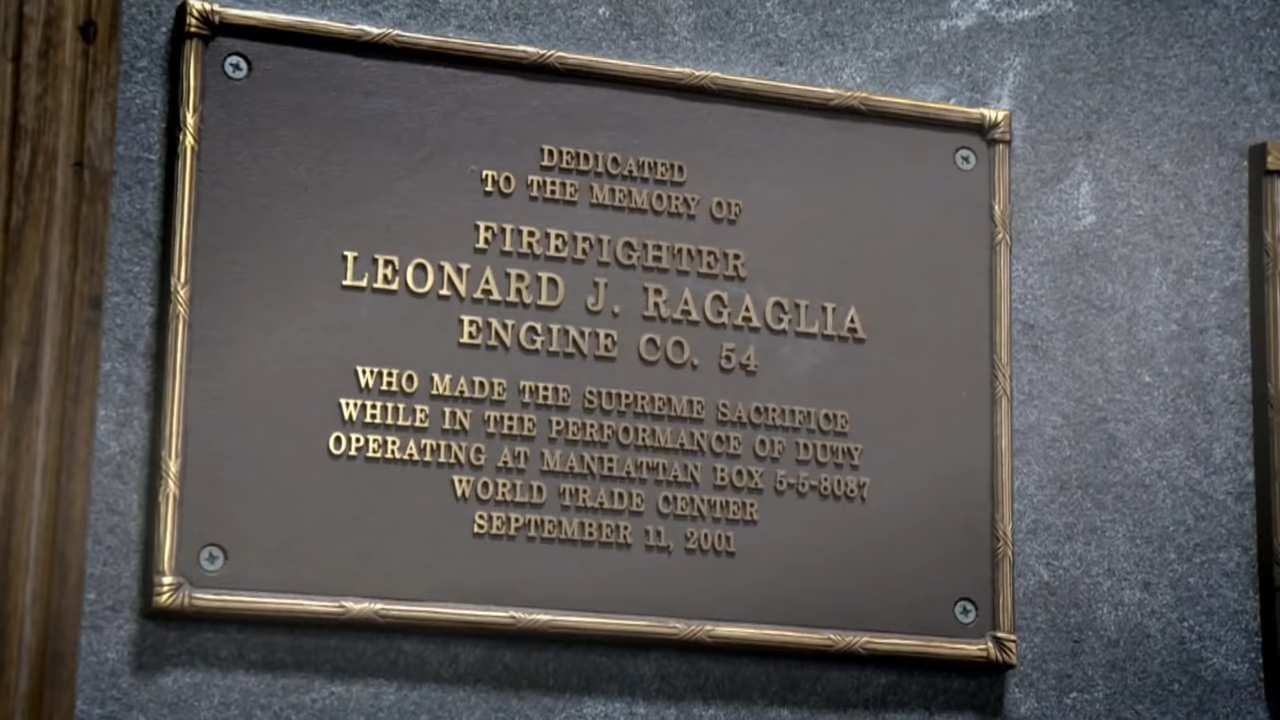 DEDICATED
TO THE MEMORY OF
FIREFIGHTER
LEONARD J. RAGAGLIA
ENGINE CO. 54
WHO MADE THE SUPREME SACRIFICE
WHILE IN THE PERFORMANCE OF DUTY
OPERATING AT MANHATTAN BOX 5-5-8087
WORLD TRADE CENTER
SEPTEMBER 11, 2001